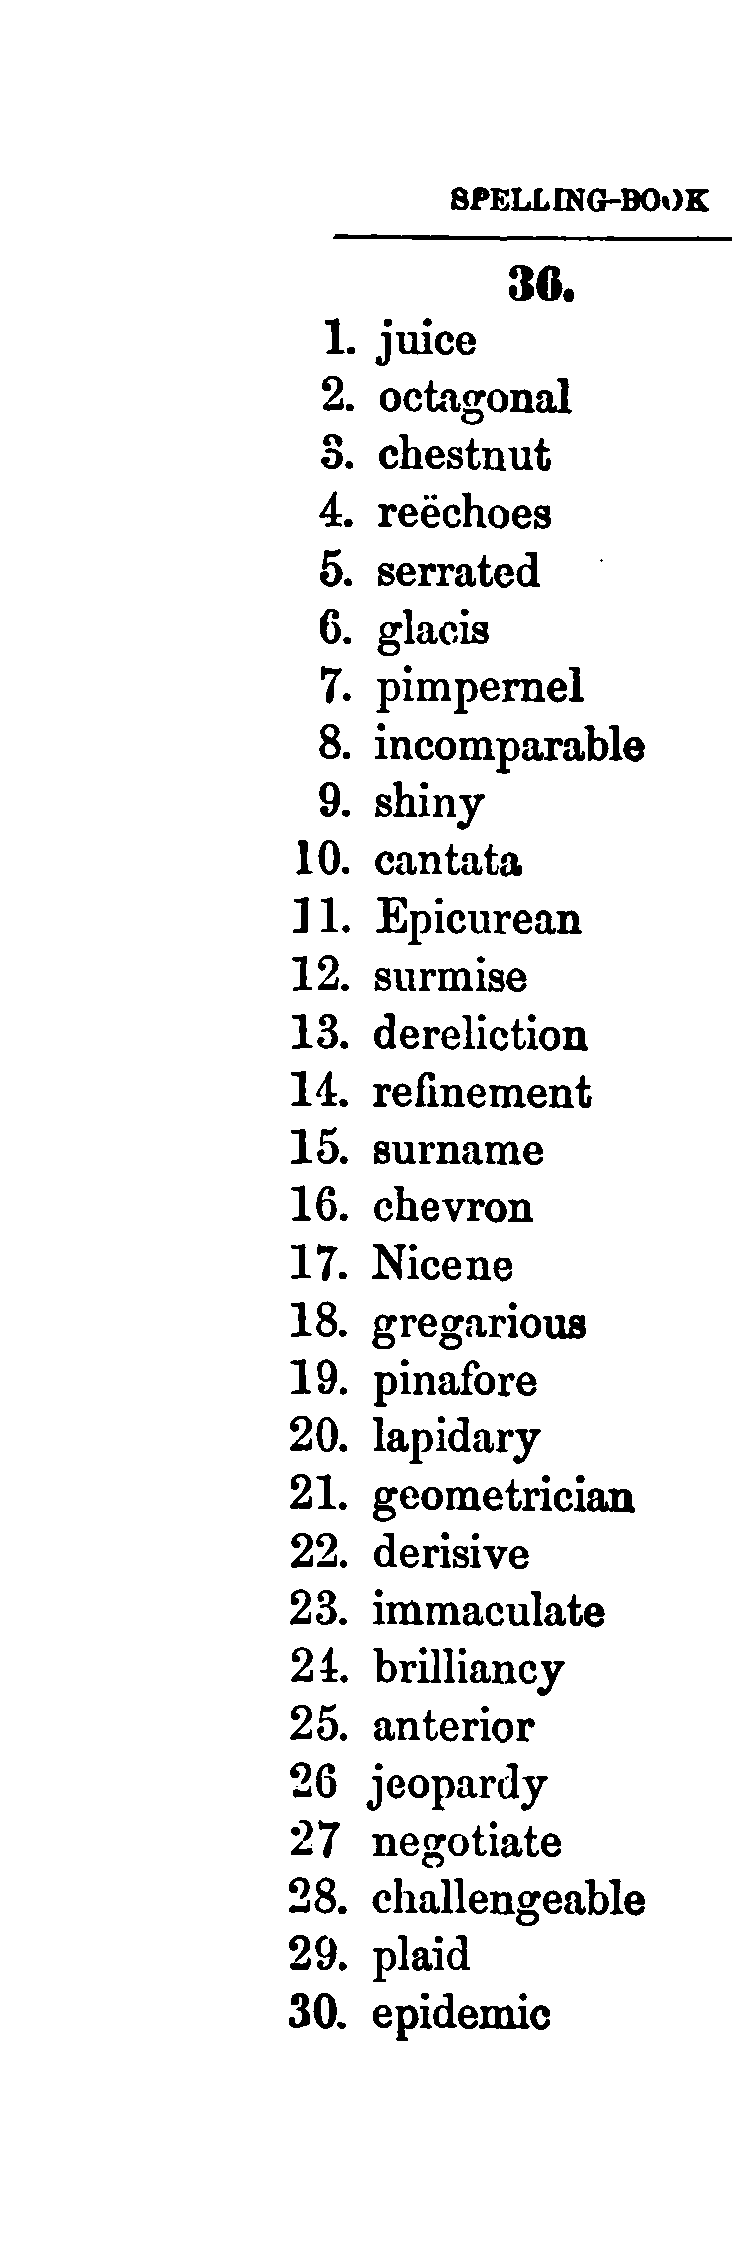 SPELLING-BOOK
36.
1. juice
2. octagonal
3. chestnut
4. reëchoes
5. serrated
6. glacis
7. pimpernel
8. incomparable
9. shiny
10. cantata
11. Epicurean
12. surmise
13. dereliction
14. refinement
15. surname
16. chevron
17. Nicene
18. gregarious
19. pinafore
20. lapidary
21. geometrician
22. derisive
23. immaculate
24. brilliancy
25. anterior
26 jeopardy
27 negotiate
28. challengeable
29. plaid
30. epidemic